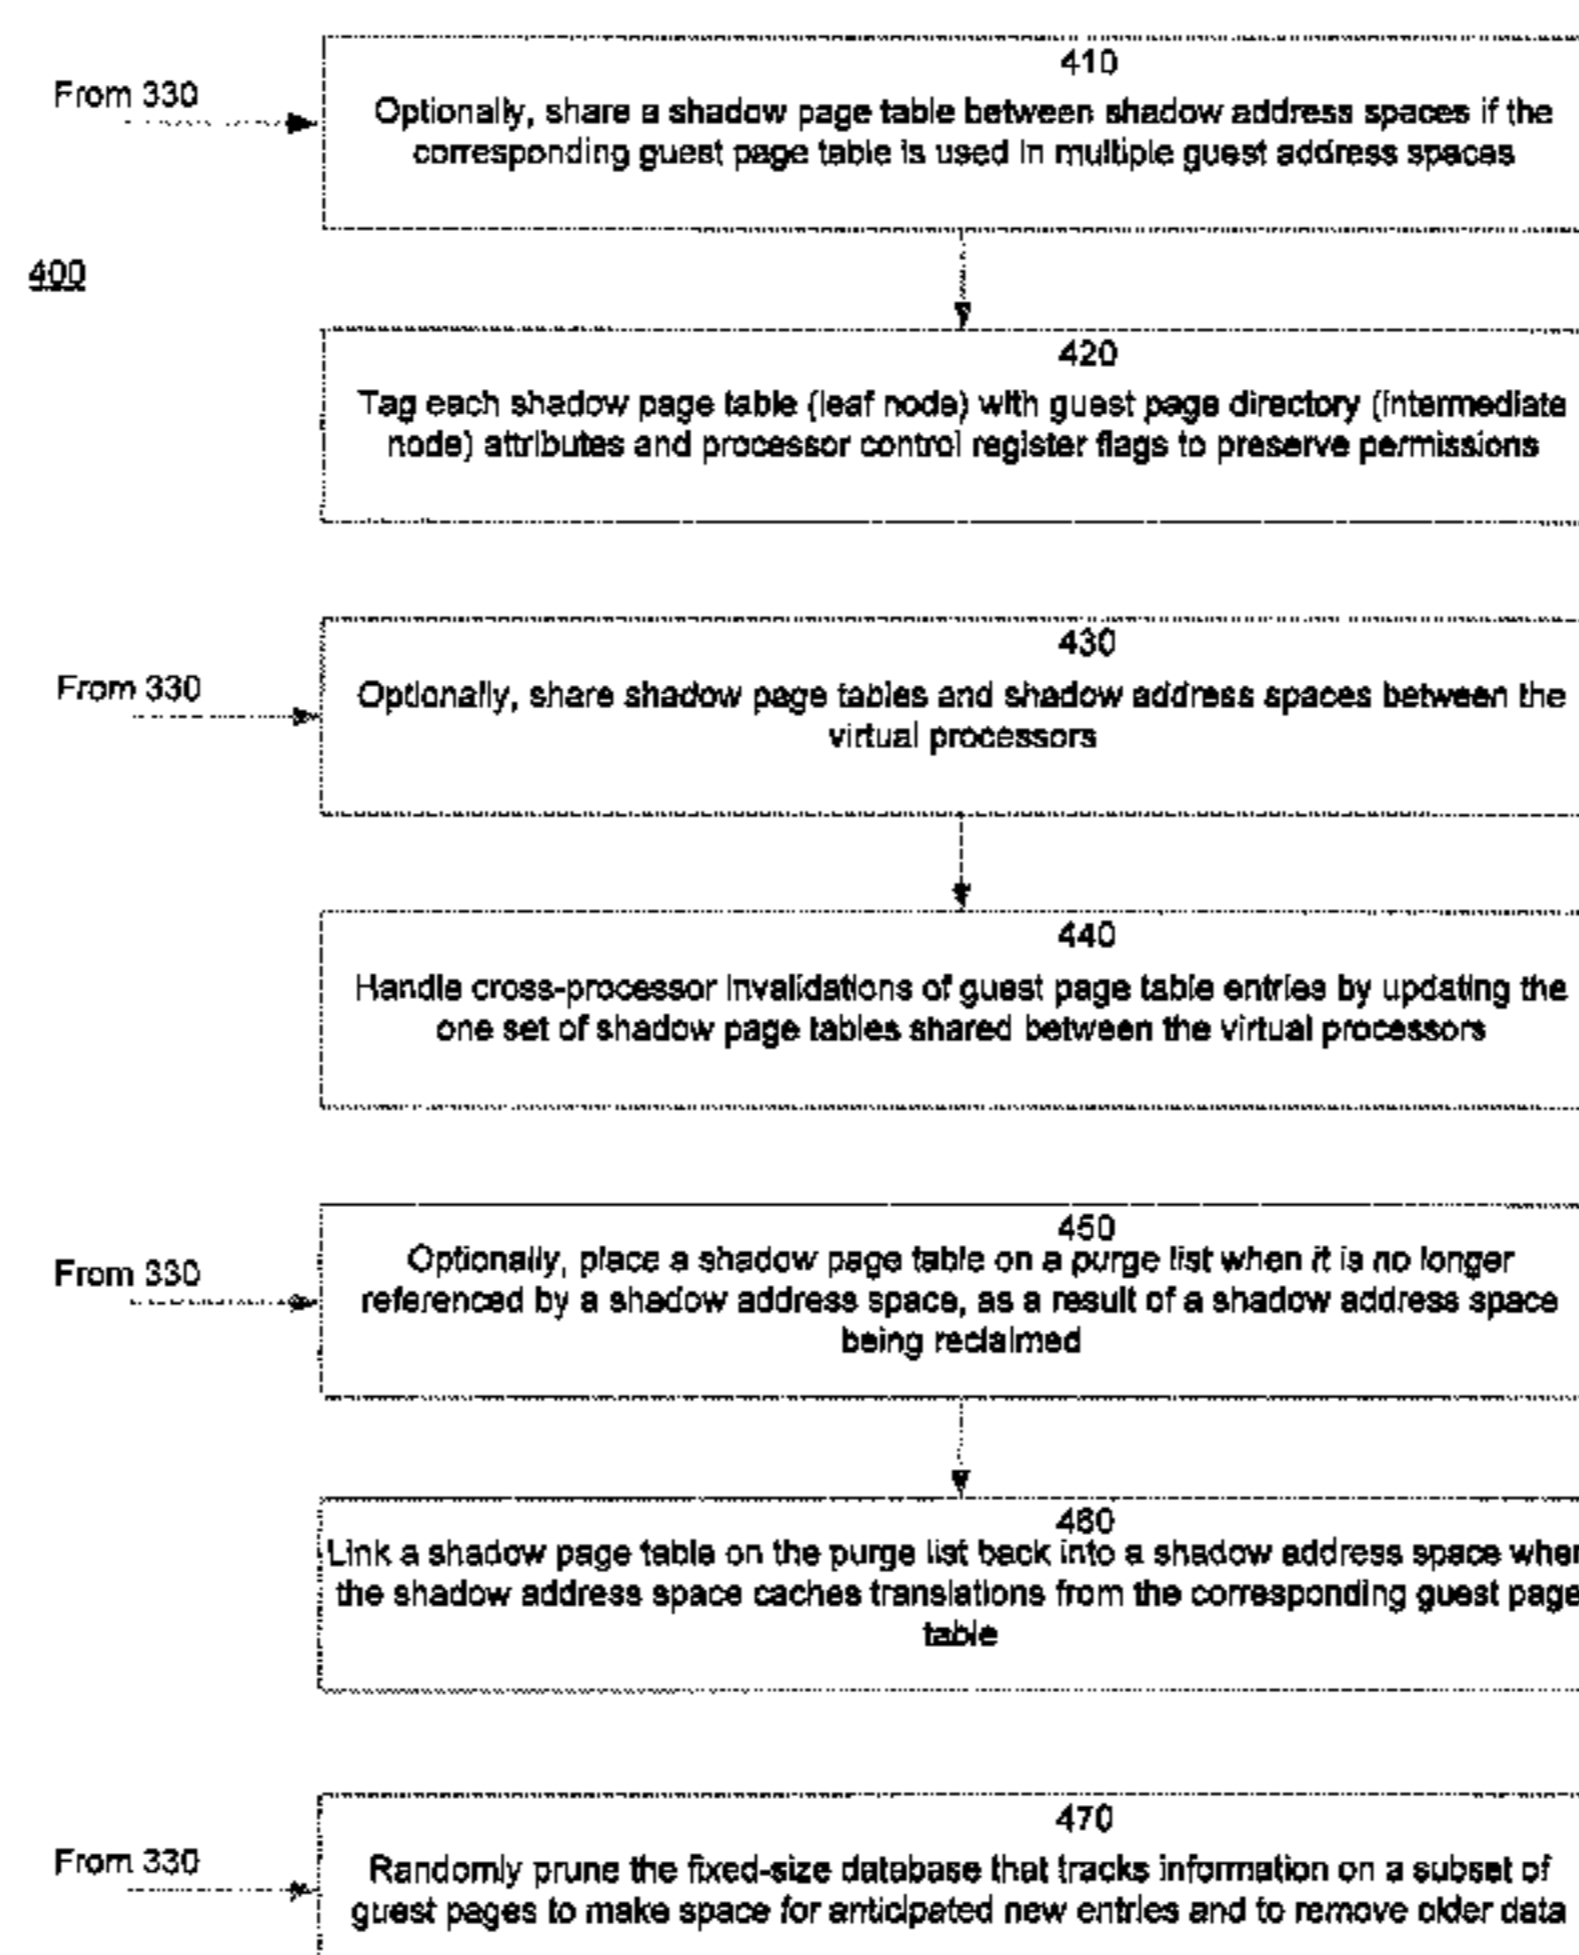 410
From 330
Optionally, share a shadow page table between shadow address spaces if the
corresponding guest page table is used in multiple guest address spaces
400
420
Tag each shadow page table (leaf node) with guest page directory (intermediate
node) attributes and processor control register flags to preserve permissions
430
From 330
Optionally, share shadow page tables and shadow address spaces between the
virtual processors
440
Handle cross-processor invalidations of guest page table entries by updating the
one set of shadow page tables shared between the virtual processors
450
From 330
Optionally, place a shadow page table on a purge list when it is no longer
referenced by a shadow address space, as a result of a shadow address space
being reclaimed
460
Link a shadow page table on the purge list back into a shadow address space when
the shadow address space caches translations from the corresponding guest page
table
470
From 330
Randomly prune the fixed-size database that tracks information on a subset of
guest pages to make space for anticipated new entries and to remove older data